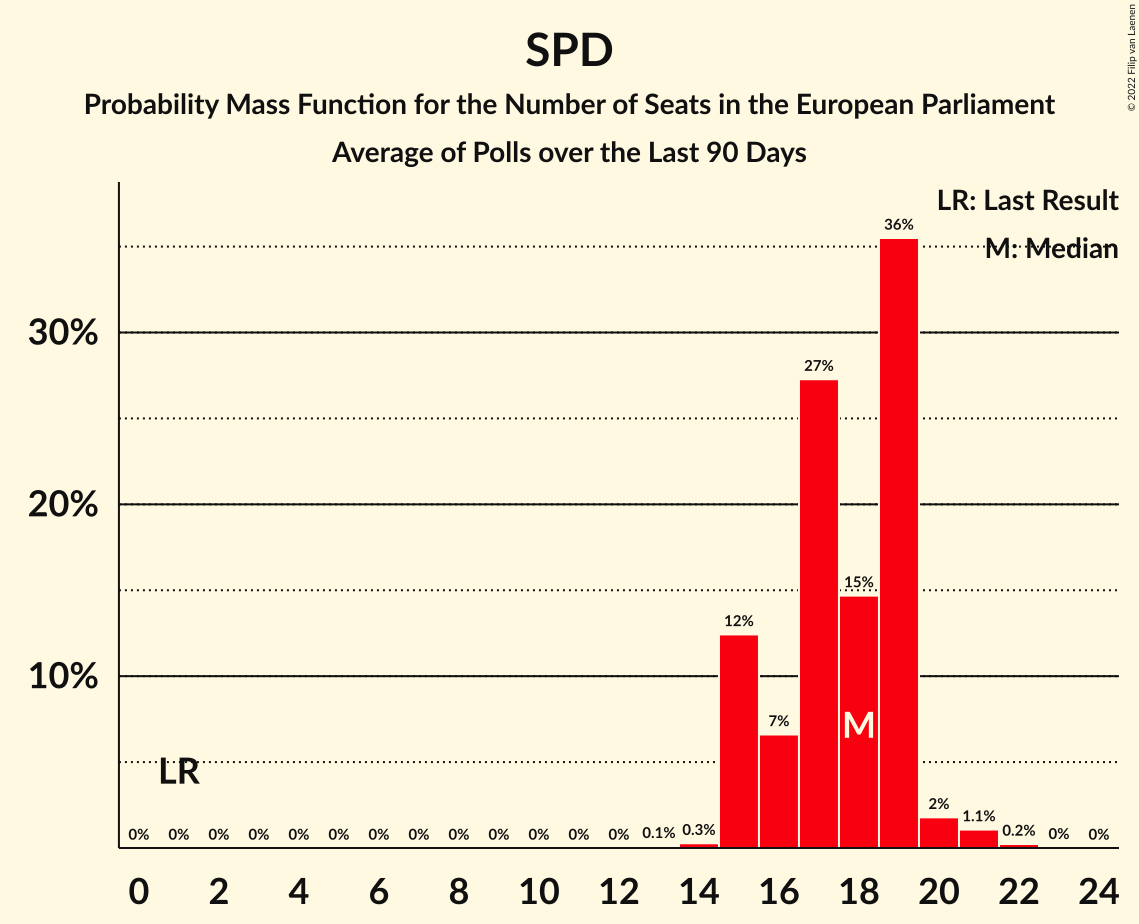 SPD
Probability Mass Function for the Number of Seats in the European Parliament
Average of Polls over the Last 90 Days
© 2022 Filip van Laenen
LR: Last Result
M: Median
36%
30%
27%
20%
15%
12%
10%
7%
M
LR
0% 0% 0% 0% 0% 0% 0% 0% 0% 0% 0% 0% 0% 0.1% 0.3% 2% 1.1% 0.2% 0% 0%
0 2 4 6 8 10 12 14 16 18 20 22 24